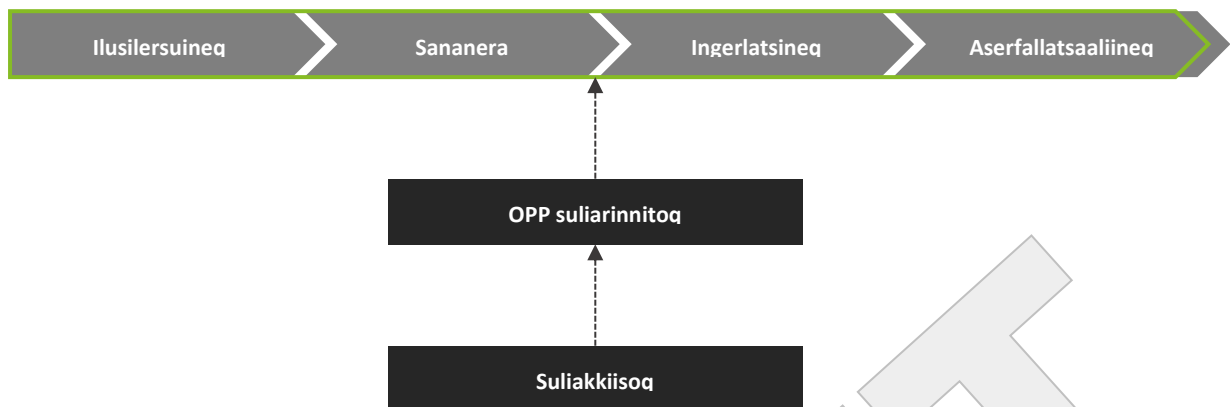 Ilusilersuineq
Sananera
Ingerlatsineq
Aserfallatsaaliineq
OPP suliarinnitoq
Suliakkiisoq